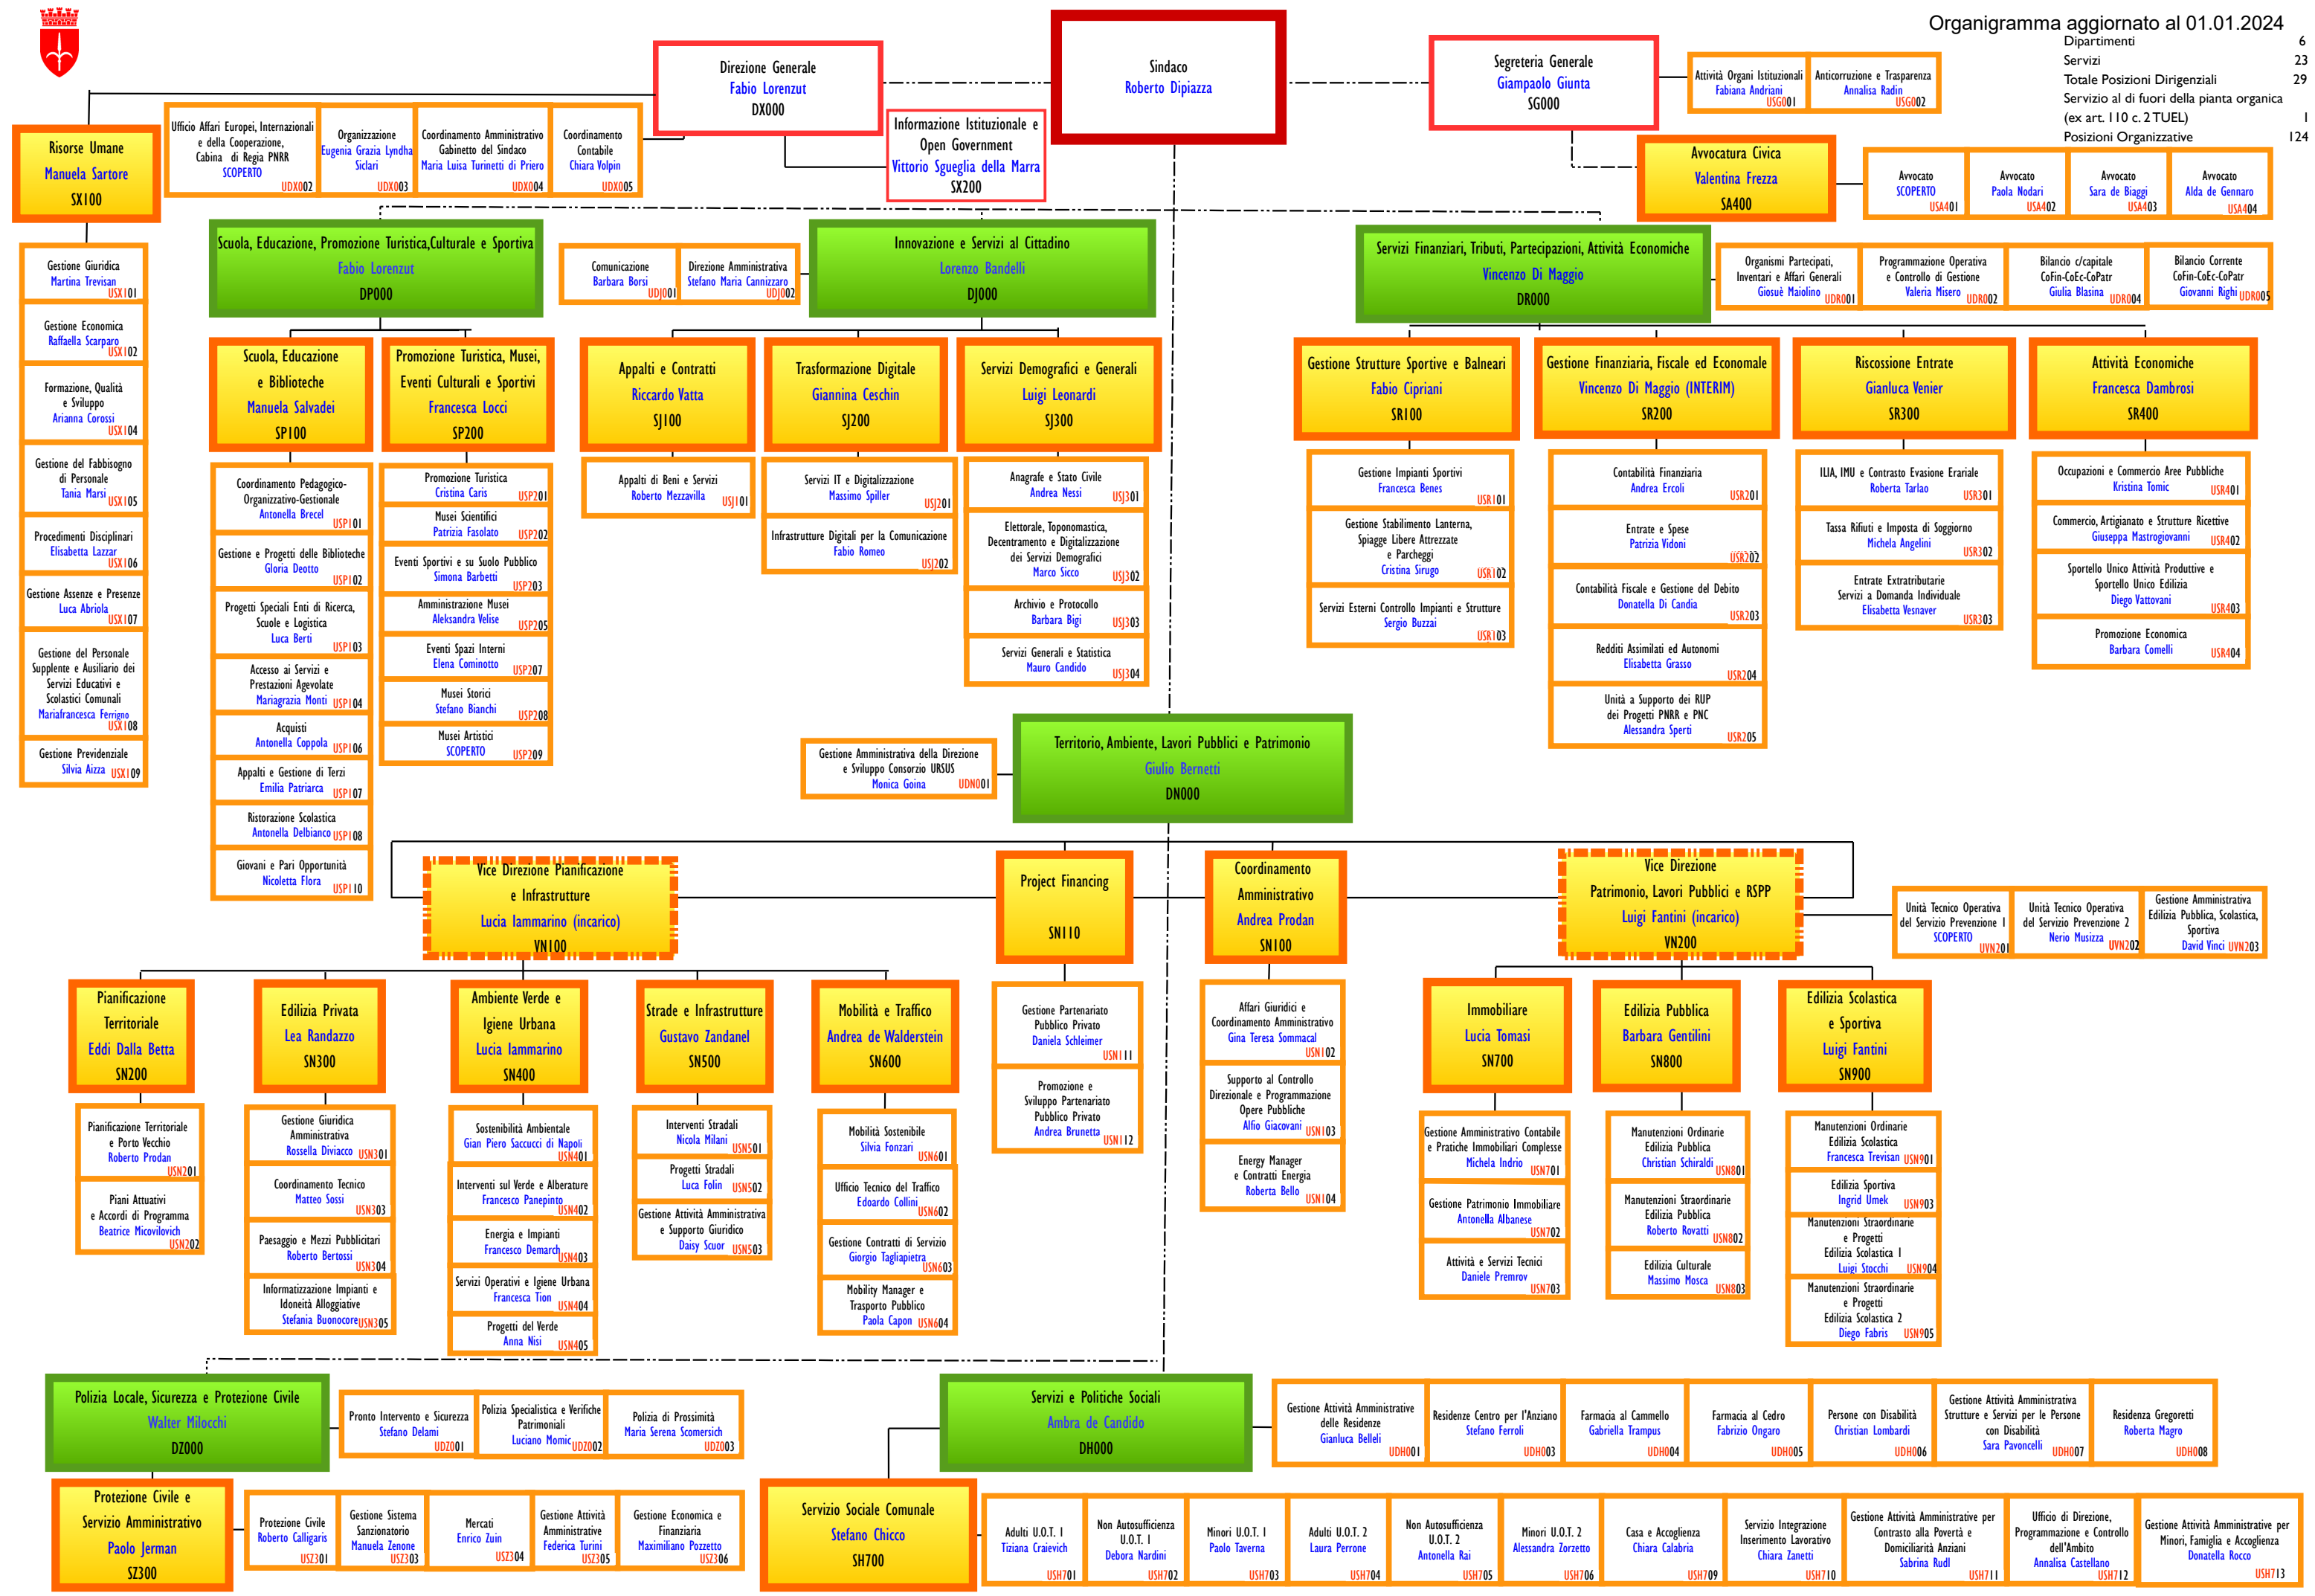 Organigramma aggiornato al 01.01.2024
Dipartimenti 6
Servizi 23
Totale Posizioni Dirigenziali 29
Servizio al di fuori della pianta organica
(ex art. 110 c. 2 TUEL) 1
Posizioni Organizzative 124
Sindaco
Roberto Dipiazza
Direzione Generale
Fabio Lorenzut
DX000
Segreteria Generale
Giampaolo Giunta
SG000
Attività Organi Istituzionali
Fabiana Andriani
USG001
Anticorruzione e Trasparenza
Annalisa Radin
USG002
Informazione Istituzionale e
Open Government
Vittorio Sgueglia della Marra
SX200
Risorse Umane
Manuela Sartore
SX100
Ufficio Affari Europei, Internazionali
e della Cooperazione,
Cabina di Regia PNRR
SCOPERTO
UDX002
Organizzazione
Eugenia Grazia Lyndha
Siclari
UDX003
Coordinamento Amministrativo
Gabinetto del Sindaco
Maria Luisa Turinetti di Priero
UDX004
Coordinamento
Contabile
Chiara Volpin
UDX005
Avvocatura Civica
Valentina Frezza
SA400
Avvocato
SCOPERTO
USA401
Avvocato
Paola Nodari
USA402
Avvocato
Sara de Biaggi
USA403
Avvocato
Alda de Gennaro
USA404
Gestione Giuridica
Martina Trevisan
USX101
Gestione Economica
Raffaella Scarparo
USX102
Formazione, Qualità
e Sviluppo
Arianna Corossi
USX104
Gestione del Fabbisogno
di Personale
Tania Marsi
USX105
Procedimenti Disciplinari
Elisabetta Lazzar
USX106
Gestione Assenze e Presenze
Luca Abriola
USX107
Gestione del Personale
Supplente e Ausiliario dei
Servizi Educativi e
Scolastici Comunali
Mariafrancesca Ferrigno
USX108
Gestione Previdenziale
Silvia Aizza USX109
Scuola, Educazione, Promozione Turistica,Culturale e Sportiva
Fabio Lorenzut
DP000
Comunicazione
Barbara Borsi
UDJ001
Direzione Amministrativa
Stefano Maria Cannizzaro
UDJ002
Innovazione e Servizi al Cittadino
Lorenzo Bandelli
DJ000
Servizi Finanziari, Tributi, Partecipazioni, Attività Economiche
Vincenzo Di Maggio
DR000
Organismi Partecipati,
Inventari e Affari Generali
Giosuè Maiolino UDR001
Programmazione Operativa
e Controllo di Gestione
Valeria Misero UDR002
Bilancio c/capitale
CoFin-CoEc-CoPatr
Giulia Blasina UDR004
Bilancio Corrente
CoFin-CoEc-CoPatr
Giovanni Righi UDR005
Scuola, Educazione
e Biblioteche
Manuela Salvadei
SP100
Promozione Turistica, Musei,
Eventi Culturali e Sportivi
Francesca Locci
SP200
Appalti e Contratti
Riccardo Vatta
SJ100
Trasformazione Digitale
Giannina Ceschin
SJ200
Servizi Demografici e Generali
Luigi Leonardi
SJ300
Gestione Strutture Sportive e Balneari
Fabio Cipriani
SR100
Gestione Finanziaria, Fiscale ed Economale
Vincenzo Di Maggio (INTERIM)
SR200
Riscossione Entrate
Gianluca Venier
SR300
Attività Economiche
Francesca Dambrosi
SR400
Coordinamento Pedagogico-
Organizzativo-Gestionale
Antonella Brecel
USP101
Gestione e Progetti delle Biblioteche
Gloria Deotto
USP102
Progetti Speciali Enti di Ricerca,
Scuole e Logistica
Luca Berti
USP103
Accesso ai Servizi e
Prestazioni Agevolate
Mariagrazia Monti USP104
Acquisti
Antonella Coppola USP106
Appalti e Gestione di Terzi
Emilia Patriarca USP107
Ristorazione Scolastica
Antonella Delbianco USP108
Giovani e Pari Opportunità
Nicoletta Flora USP110
Promozione Turistica
Cristina Caris USP201
Musei Scientifici
Patrizia Fasolato USP202
Eventi Sportivi e su Suolo Pubblico
Simona Barbetti
USP203
Amministrazione Musei
Aleksandra Velise USP205
Eventi Spazi Interni
Elena Cominotto USP207
Musei Storici
Stefano Bianchi USP208
Musei Artistici
SCOPERTO USP209
Appalti di Beni e Servizi
Roberto Mezzavilla USJ101
Servizi IT e Digitalizzazione
Massimo Spiller USJ201
Infrastrutture Digitali per la Comunicazione
Fabio Romeo
USJ202
Anagrafe e Stato Civile
Andrea Nessi USJ301
Elettorale, Toponomastica,
Decentramento e Digitalizzazione
dei Servizi Demografici
Marco Sicco USJ302
Archivio e Protocollo
Barbara Bigi USJ303
Servizi Generali e Statistica
Mauro Candido USJ304
Gestione Impianti Sportivi
Francesca Benes
USR101
Gestione Stabilimento Lanterna,
Spiagge Libere Attrezzate
e Parcheggi
Cristina Sirugo USR102
Servizi Esterni Controllo Impianti e Strutture
Sergio Buzzai
USR103
Contabilità Finanziaria
Andrea Ercoli
USR201
Entrate e Spese
Patrizia Vidoni
USR202
Contabilità Fiscale e Gestione del Debito
Donatella Di Candia
USR203
Redditi Assimilati ed Autonomi
Elisabetta Grasso
USR204
Unità a Supporto dei RUP
dei Progetti PNRR e PNC
Alessandra Sperti
USR205
ILIA, IMU e Contrasto Evasione Erariale
Roberta Tarlao
USR301
Tassa Rifiuti e Imposta di Soggiorno
Michela Angelini
USR302
Entrate Extratributarie
Servizi a Domanda Individuale
Elisabetta Vesnaver
USR303
Occupazioni e Commercio Aree Pubbliche
Kristina Tomic USR401
Commercio, Artigianato e Strutture Ricettive
Giuseppa Mastrogiovanni USR402
Sportello Unico Attività Produttive e
Sportello Unico Edilizia
Diego Vattovani
USR403
Promozione Economica
Barbara Comelli USR404
Gestione Amministrativa della Direzione
e Sviluppo Consorzio URSUS
Monica Goina UDN001
Territorio, Ambiente, Lavori Pubblici e Patrimonio
Giulio Bernetti
DN000
Vice Direzione Pianificazione
e Infrastrutture
Lucia Iammarino (incarico)
VN100
Project Financing
SN110
Coordinamento
Amministrativo
Andrea Prodan
SN100
Vice Direzione
Patrimonio, Lavori Pubblici e RSPP
Luigi Fantini (incarico)
VN200
Unità Tecnico Operativa
del Servizio Prevenzione 1
SCOPERTO
UVN201
Unità Tecnico Operativa
del Servizio Prevenzione 2
Nerio Musizza UVN202
Gestione Amministrativa
Edilizia Pubblica, Scolastica,
Sportiva
David Vinci UVN203
Pianificazione
Territoriale
Eddi Dalla Betta
SN200
Edilizia Privata
Lea Randazzo
SN300
Ambiente Verde e
Igiene Urbana
Lucia Iammarino
SN400
Strade e Infrastrutture
Gustavo Zandanel
SN500
Mobilità e Traffico
Andrea de Walderstein
SN600
Gestione Partenariato
Pubblico Privato
Daniela Schleimer
USN111
Promozione e
Sviluppo Partenariato
Pubblico Privato
Andrea Brunetta
USN112
Affari Giuridici e
Coordinamento Amministrativo
Gina Teresa Sommacal
USN102
Supporto al Controllo
Direzionale e Programmazione
Opere Pubbliche
Alfio Giacovani USN103
Energy Manager
e Contratti Energia
Roberta Bello USN104
Immobiliare
Lucia Tomasi
SN700
Edilizia Pubblica
Barbara Gentilini
SN800
Edilizia Scolastica
e Sportiva
Luigi Fantini
SN900
Pianificazione Territoriale
e Porto Vecchio
Roberto Prodan
USN201
Piani Attuativi
e Accordi di Programma
Beatrice Micovilovich
USN202
Gestione Giuridica
Amministrativa
Rossella Diviacco USN301
Coordinamento Tecnico
Matteo Sossi
USN303
Paesaggio e Mezzi Pubblicitari
Roberto Bertossi
USN304
Informatizzazione Impianti e
Idoneità Alloggiative
Stefania Buonocore USN305
Sostenibilità Ambientale
Gian Piero Saccucci di Napoli
USN401
Interventi sul Verde e Alberature
Francesco Panepinto
USN402
Energia e Impianti
Francesco Demarch USN403
Servizi Operativi e Igiene Urbana
Francesca Tion
USN404
Progetti del Verde
Anna Nisi USN405
Interventi Stradali
Nicola Milani
USN501
Progetti Stradali
Luca Folin USN502
Gestione Attività Amministrativa
e Supporto Giuridico
Daisy Scuor USN503
Mobilità Sostenibile
Silvia Fonzari
USN601
Ufficio Tecnico del Traffico
Edoardo Collini
USN602
Gestione Contratti di Servizio
Giorgio Tagliapietra
USN603
Mobility Manager e
Trasporto Pubblico
Paola Capon USN604
Gestione Amministrativo Contabile
e Pratiche Immobiliari Complesse
Michela Indrio USN701
Gestione Patrimonio Immobiliare
Antonella Albanese
USN702
Attività e Servizi Tecnici
Daniele Premrov
USN703
Manutenzioni Ordinarie
Edilizia Pubblica
Christian Schiraldi USN801
Manutenzioni Straordinarie
Edilizia Pubblica
Roberto Rovatti USN802
Edilizia Culturale
Massimo Mosca USN803
Manutenzioni Ordinarie
Edilizia Scolastica
Francesca Trevisan USN901
Edilizia Sportiva
Ingrid Umek USN903
Manutenzioni Straordinarie
e Progetti
Edilizia Scolastica 1
Luigi Stocchi USN904
Manutenzioni Straordinarie
e Progetti
Edilizia Scolastica 2
Diego Fabris USN905
Polizia Locale, Sicurezza e Protezione Civile
Walter Milocchi
DZ000
Pronto Intervento e Sicurezza
Stefano Delami
UDZ001
Polizia Specialistica e Verifiche
Patrimoniali
Luciano Momic UDZ002
Polizia di Prossimità
Maria Serena Scomersich
UDZ003
Servizi e Politiche Sociali
Ambra de Candido
DH000
Gestione Attività Amministrative
delle Residenze
Gianluca Belleli
UDH001
Residenze Centro per l'Anziano
Stefano Ferroli
UDH003
Farmacia al Cammello
Gabriella Trampus
UDH004
Farmacia al Cedro
Fabrizio Ongaro
UDH005
Persone con Disabilità
Christian Lombardi
UDH006
Gestione Attività Amministrativa
Strutture e Servizi per le Persone
con Disabilità
Sara Pavoncelli UDH007
Residenza Gregoretti
Roberta Magro
UDH008
Protezione Civile e
Servizio Amministrativo
Paolo Jerman
SZ300
Protezione Civile
Roberto Calligaris
USZ301
Gestione Sistema
Sanzionatorio
Manuela Zenone
USZ303
Mercati
Enrico Zuin
USZ304
Gestione Attività
Amministrative
Federica Turini
USZ305
Gestione Economica e
Finanziaria
Maximiliano Pozzetto
USZ306
Servizio Sociale Comunale
Stefano Chicco
SH700
Adulti U.O.T. 1
Tiziana Craievich
USH701
Non Autosufficienza
U.O.T. 1
Debora Nardini
USH702
Minori U.O.T. 1
Paolo Taverna
USH703
Adulti U.O.T. 2
Laura Perrone
USH704
Non Autosufficienza
U.O.T. 2
Antonella Rai
USH705
Minori U.O.T. 2
Alessandra Zorzetto
USH706
Casa e Accoglienza
Chiara Calabria
USH709
Servizio Integrazione
Inserimento Lavorativo
Chiara Zanetti
USH710
Gestione Attività Amministrative per
Contrasto alla Povertà e
Domiciliarità Anziani
Sabrina Rudl
USH711
Ufficio di Direzione,
Programmazione e Controllo
dell'Ambito
Annalisa Castellano
USH712
Gestione Attività Amministrative per
Minori, Famiglia e Accoglienza
Donatella Rocco
USH713